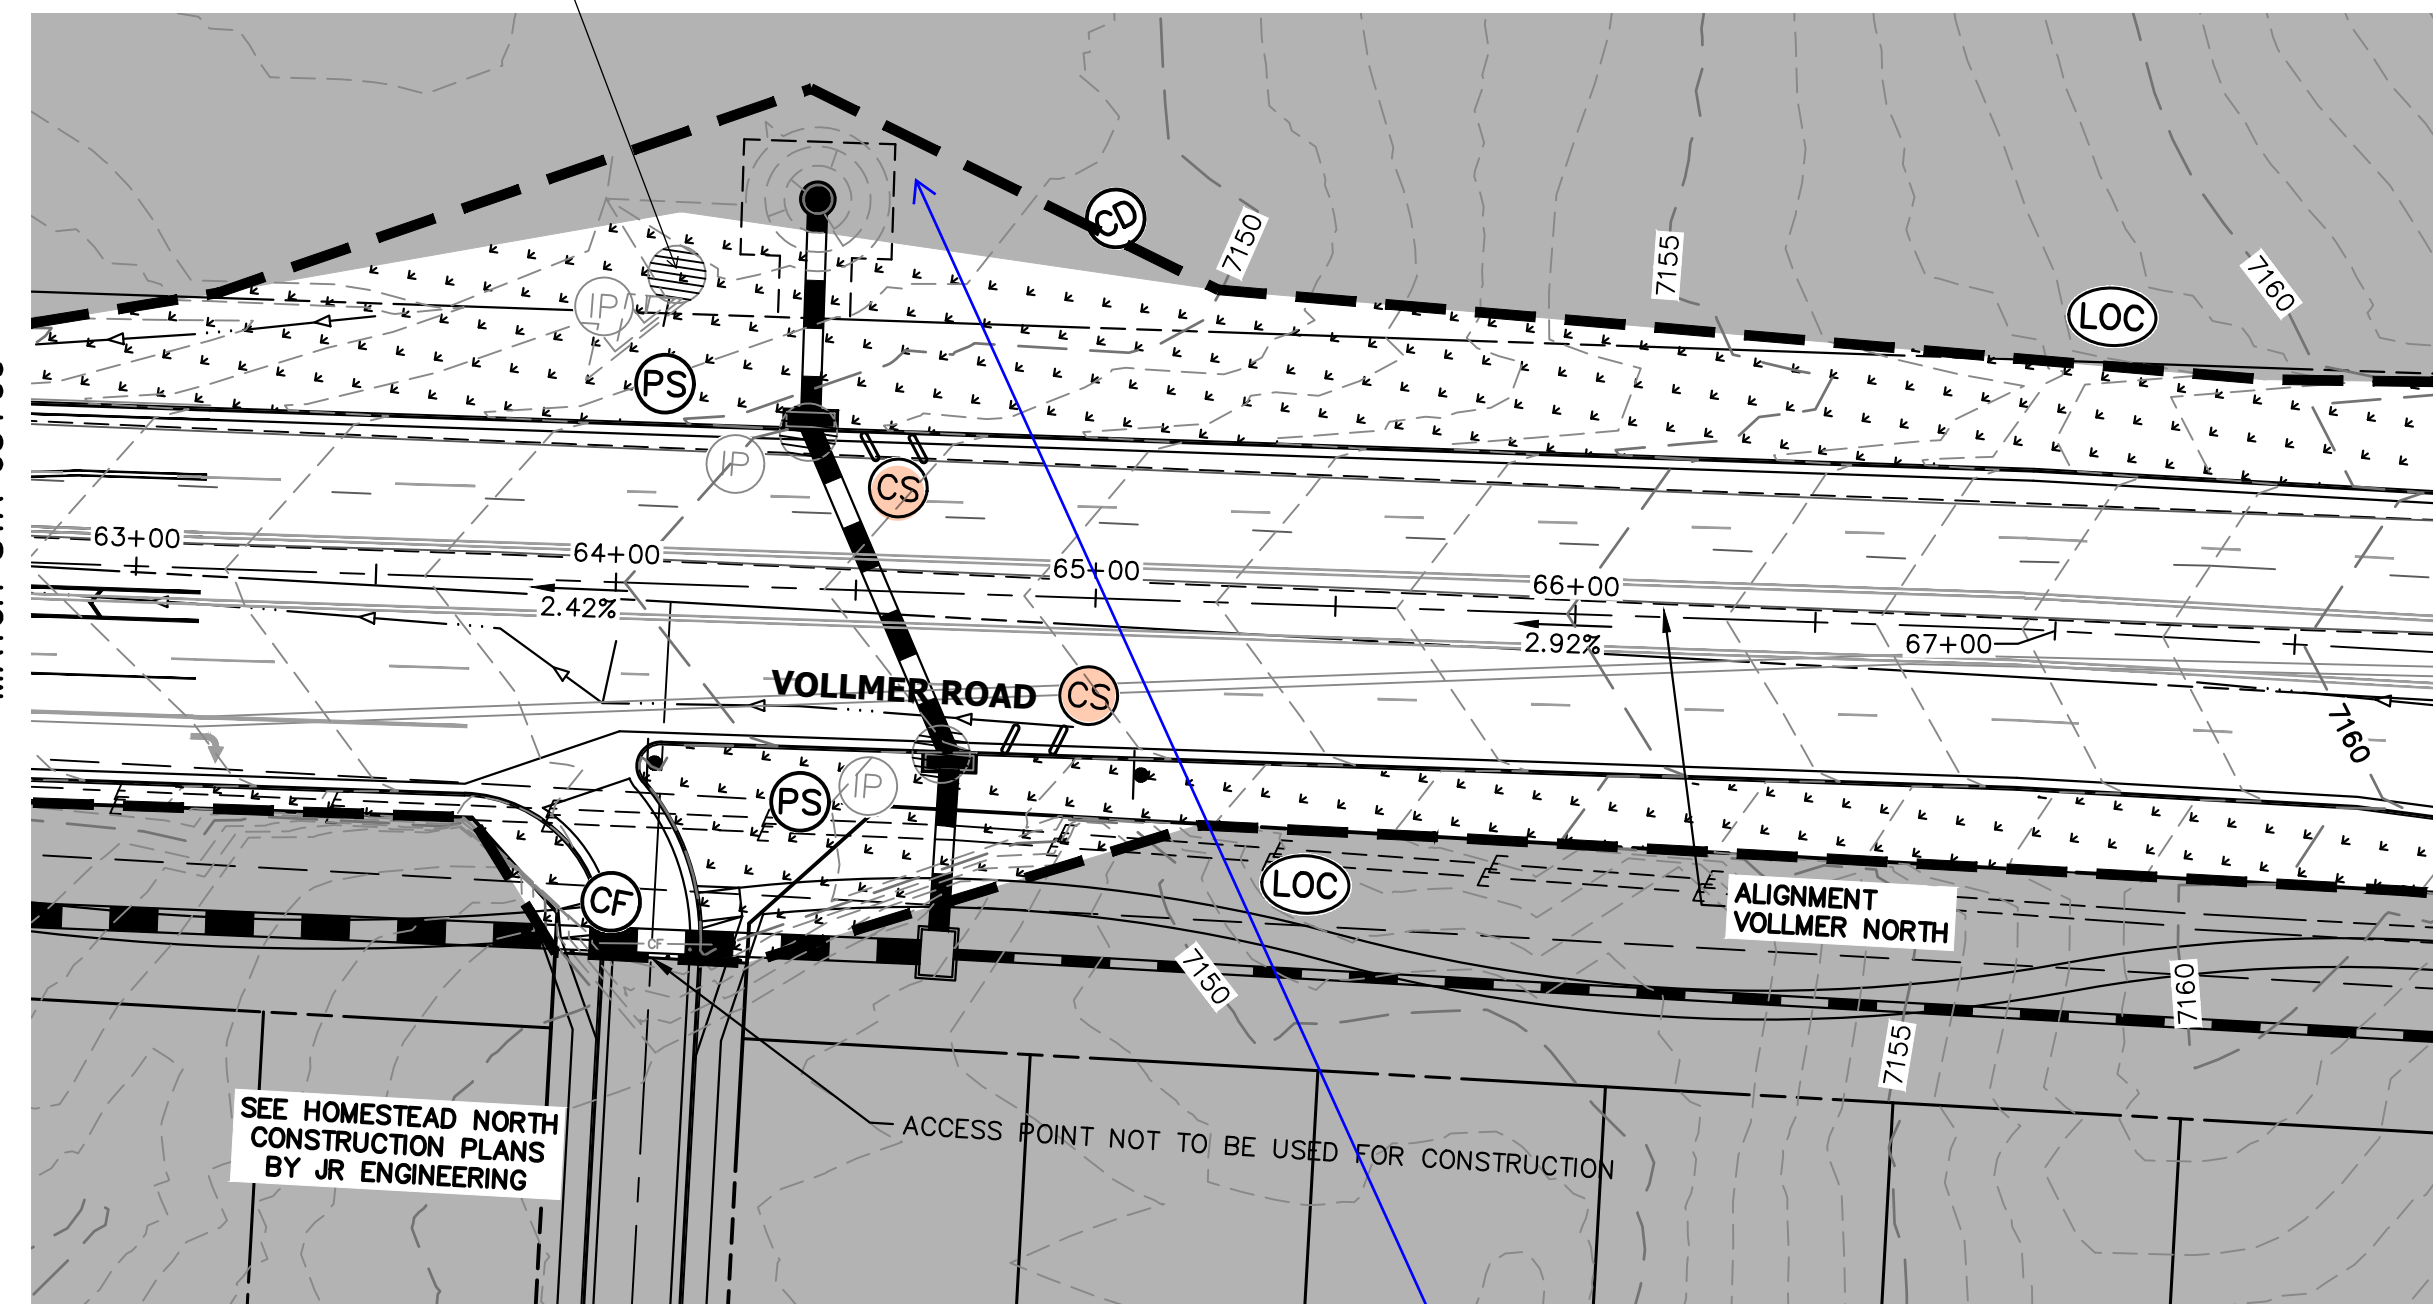 CD
7150
7155
7160
LOC
IP
PS
IP
CS
63+00
64+00
65+00
66+00
67+00
2.42%
2.92%
VOLLMER ROAD
CS
7160
PS
IP
CF
LOC
ALIGNMENT
VOLLMER NORTH
CF
7150
7160
7155
SEE HOMESTEAD NORTH
CONSTRUCTION PLANS
BY JR ENGINEERING
ACCESS POINT NOT TO BE USED FOR CONSTRUCTION